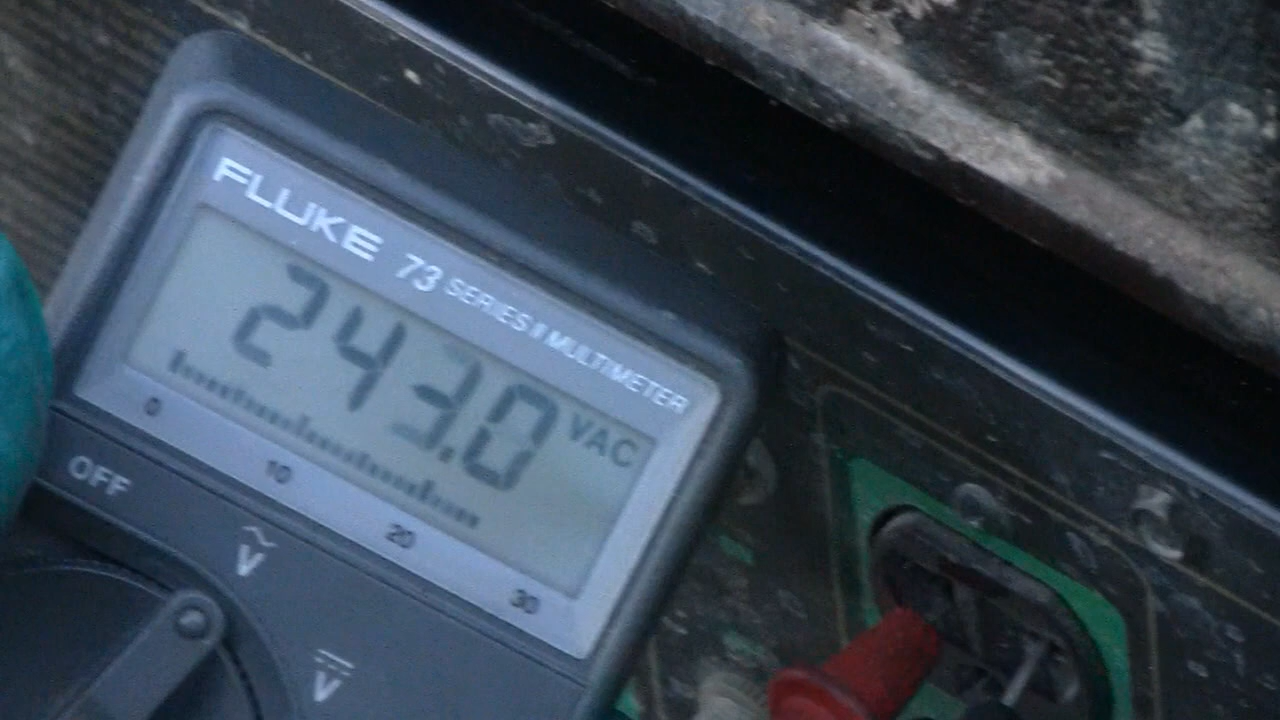 FLUKE 73 SERIES II MULTIMETER
243.0 VAC
0 10 20 30
OFF
V
V